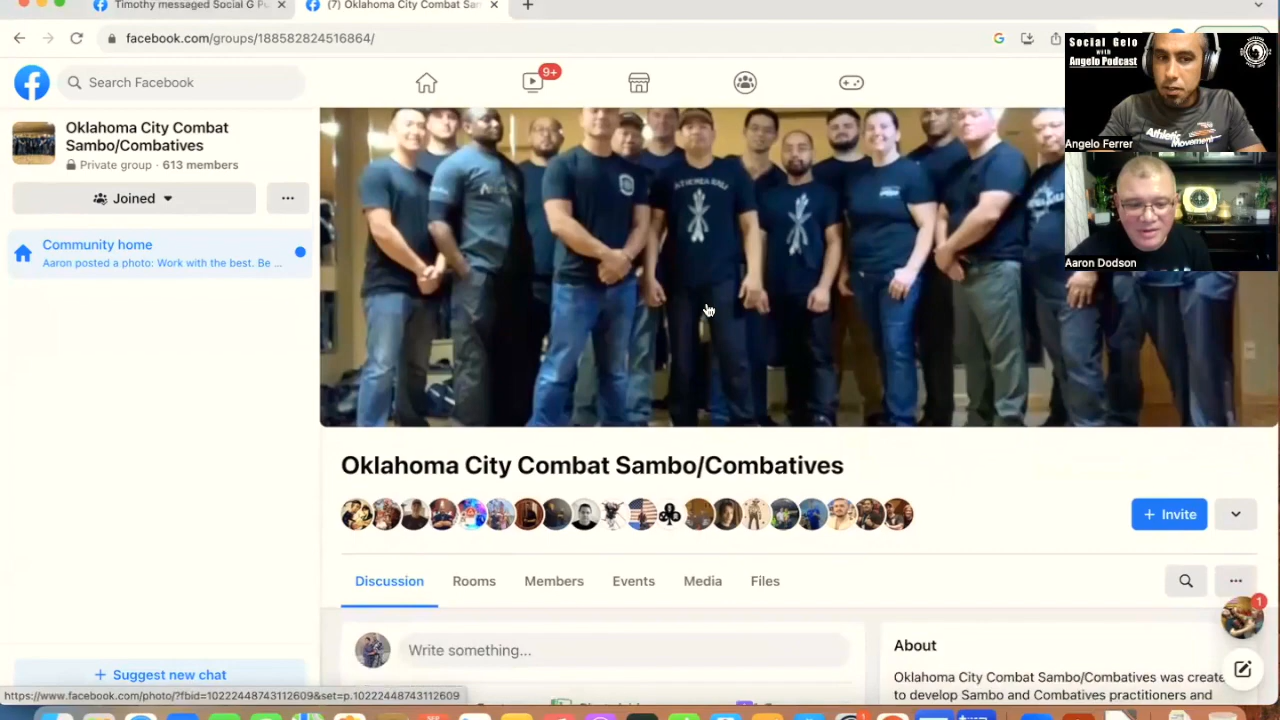 Timothy messaged Social G P
(7) Oklahoma City Combat Sam
facebook.com/groups/188582824516864/
Search Facebook
9+
Oklahoma City Combat
Sambo/Combatives
Private group · 613 members
Joined
Community home
Aaron posted a photo: Work with the best. Be ...
Social Gelo
with
Angelo Podcast
Athletic
Movement
Angelo Ferrer
Aaron Dodson
Oklahoma City Combat Sambo/Combatives
+ Invite
Discussion
Rooms
Members
Events
Media
Files
1
Write something...
About
Oklahoma City Combat Sambo/Combatives was create
to develop Sambo and Combatives practitioners and
+ Suggest new chat
https://www.facebook.com/photo/?fbid=10222448743112609&set=p.10222448743112609